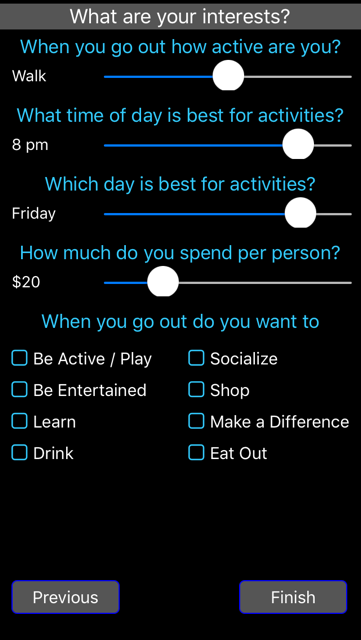 What are your interests?
When you go out how active are you?
Walk
What time of day is best for activities?
8 pm
Which day is best for activities?
Friday
How much do you spend per person?
$20
When you go out do you want to
Be Active / Play
Socialize
Be Entertained
Shop
Learn
Make a Difference
Drink
Eat Out
Previous
Finish